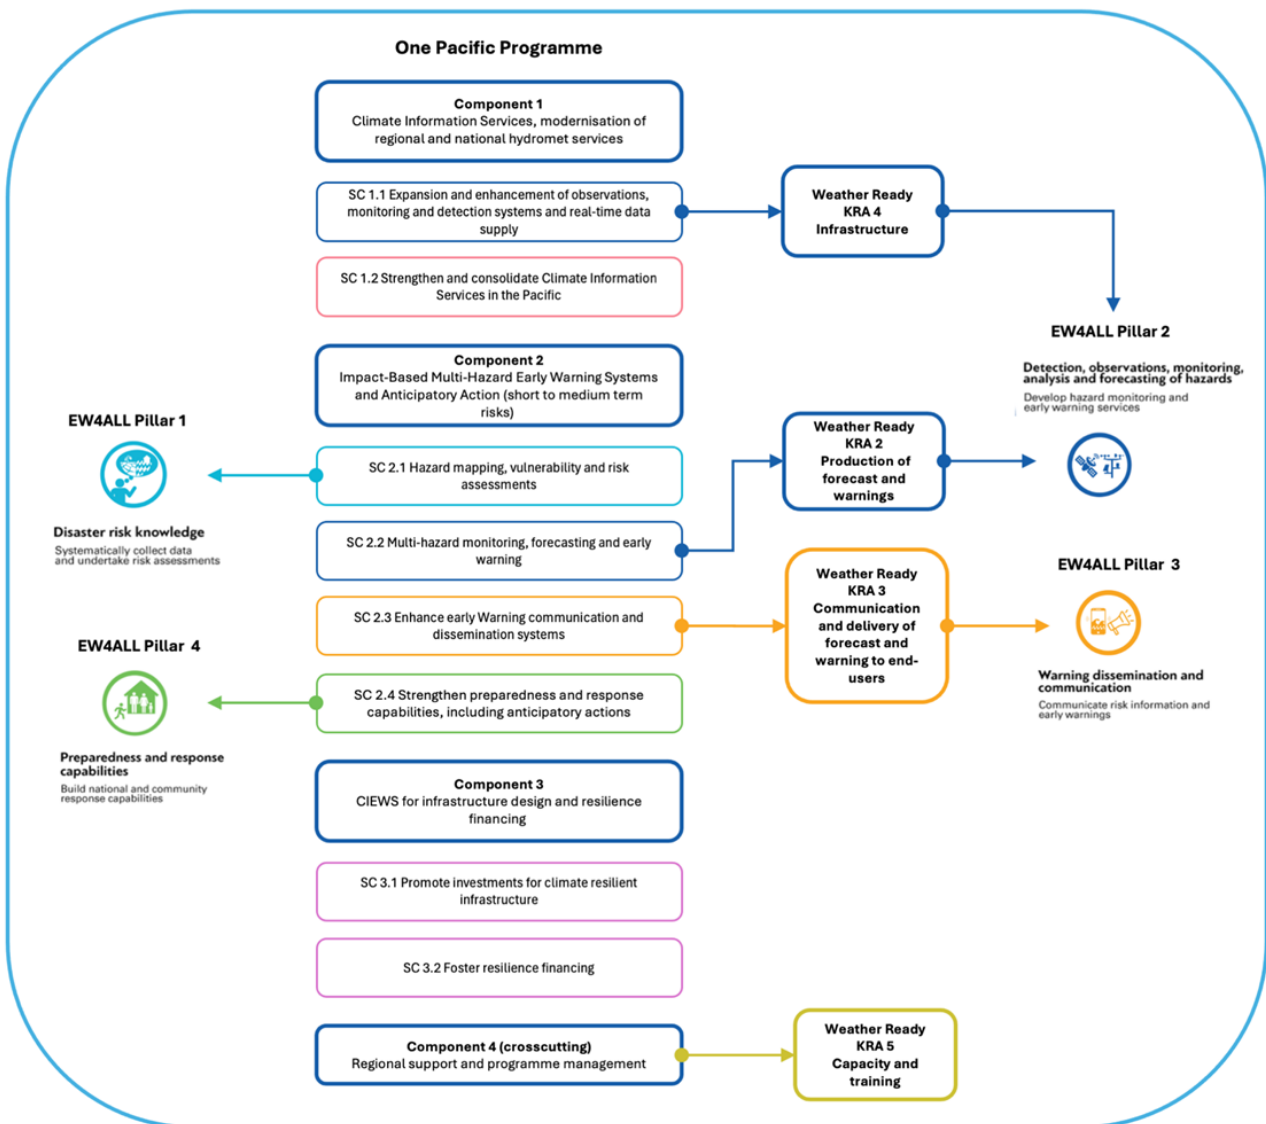 One Pacific Programme
Component 1
Climate Information Services, modernisation of
regional and national hydromet services
SC 1.1 Expansion and enhancement of observations,
monitoring and detection systems and real-time data
supply
Weather Ready
KRA 4
Infrastructure
SC 1.2 Strengthen and consolidate Climate Information
Services in the Pacific
EW4ALL Pillar 2
Detection, observations, monitoring,
analysis and forecasting of hazards
Develop hazard monitoring and
early warning services
Component 2
Impact-Based Multi-Hazard Early Warning Systems
and Anticipatory Action (short to medium term
risks)
EW4ALL Pillar 1
Disaster risk knowledge
Systematically collect data
and undertake risk assessments
SC 2.1 Hazard mapping, vulnerability and risk
assessments
Weather Ready
KRA 2
Production of
forecast and
warnings
SC 2.2 Multi-hazard monitoring, forecasting and early
warning
SC 2.3 Enhance early Warning communication and
dissemination systems
Weather Ready
KRA 3
Communication
and delivery of
forecast and
warning to end-
users
EW4ALL Pillar 3
Warning dissemination and
communication
Communicate risk information and
early warnings
EW4ALL Pillar 4
Preparedness and response
capabilities
Build national and community
response capabilities
SC 2.4 Strengthen preparedness and response
capabilities, including anticipatory actions
Component 3
CIEWS for infrastructure design and resilience
financing
SC 3.1 Promote investments for climate resilient
infrastructure
SC 3.2 Foster resilience financing
Component 4 (crosscutting)
Regional support and programme management
Weather Ready
KRA 5
Capacity and
training